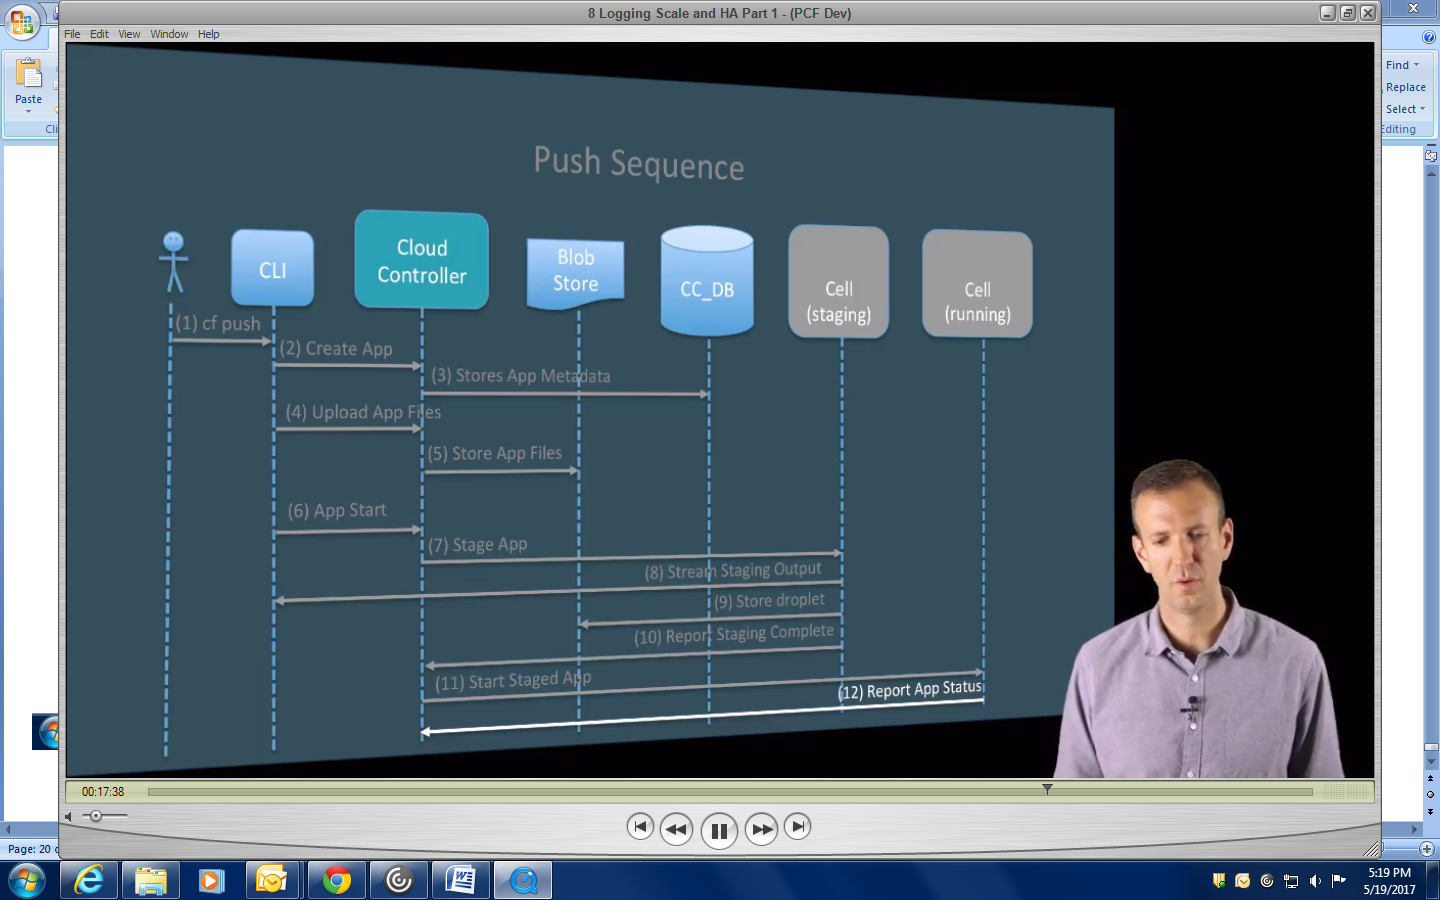 8 Logging Scale and HA Part 1 - (PCF Dev)
File Edit View Window Help
Paste
Find
Replace
Select
Editing
Push Sequence
CLI
Cloud
Controller
Blob
Store
CC_DB
Cell
(staging)
Cell
(running)
(1) cf push
(2) Create App
(3) Stores App Metadata
(4) Upload App Files
(5) Store App Files
(6) App Start
(7) Stage App
(8) Stream Staging Output
(9) Store droplet
(10) Report Staging Complete
(11) Start Staged App
(12) Report App Status
00:17:38
Page: 20
5:19 PM
5/19/2017